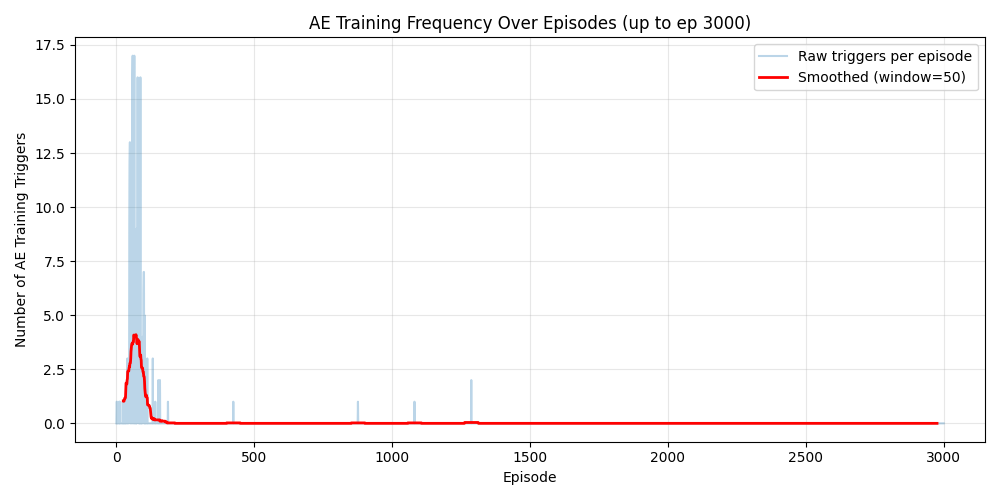 AE Training Frequency Over Episodes (up to ep 3000)
Raw triggers per episode
Smoothed (window=50)
Number of AE Training Triggers
17.5
15.0
12.5
10.0
7.5
5.0
2.5
0.0
0 500 1000 1500 2000 2500 3000
Episode